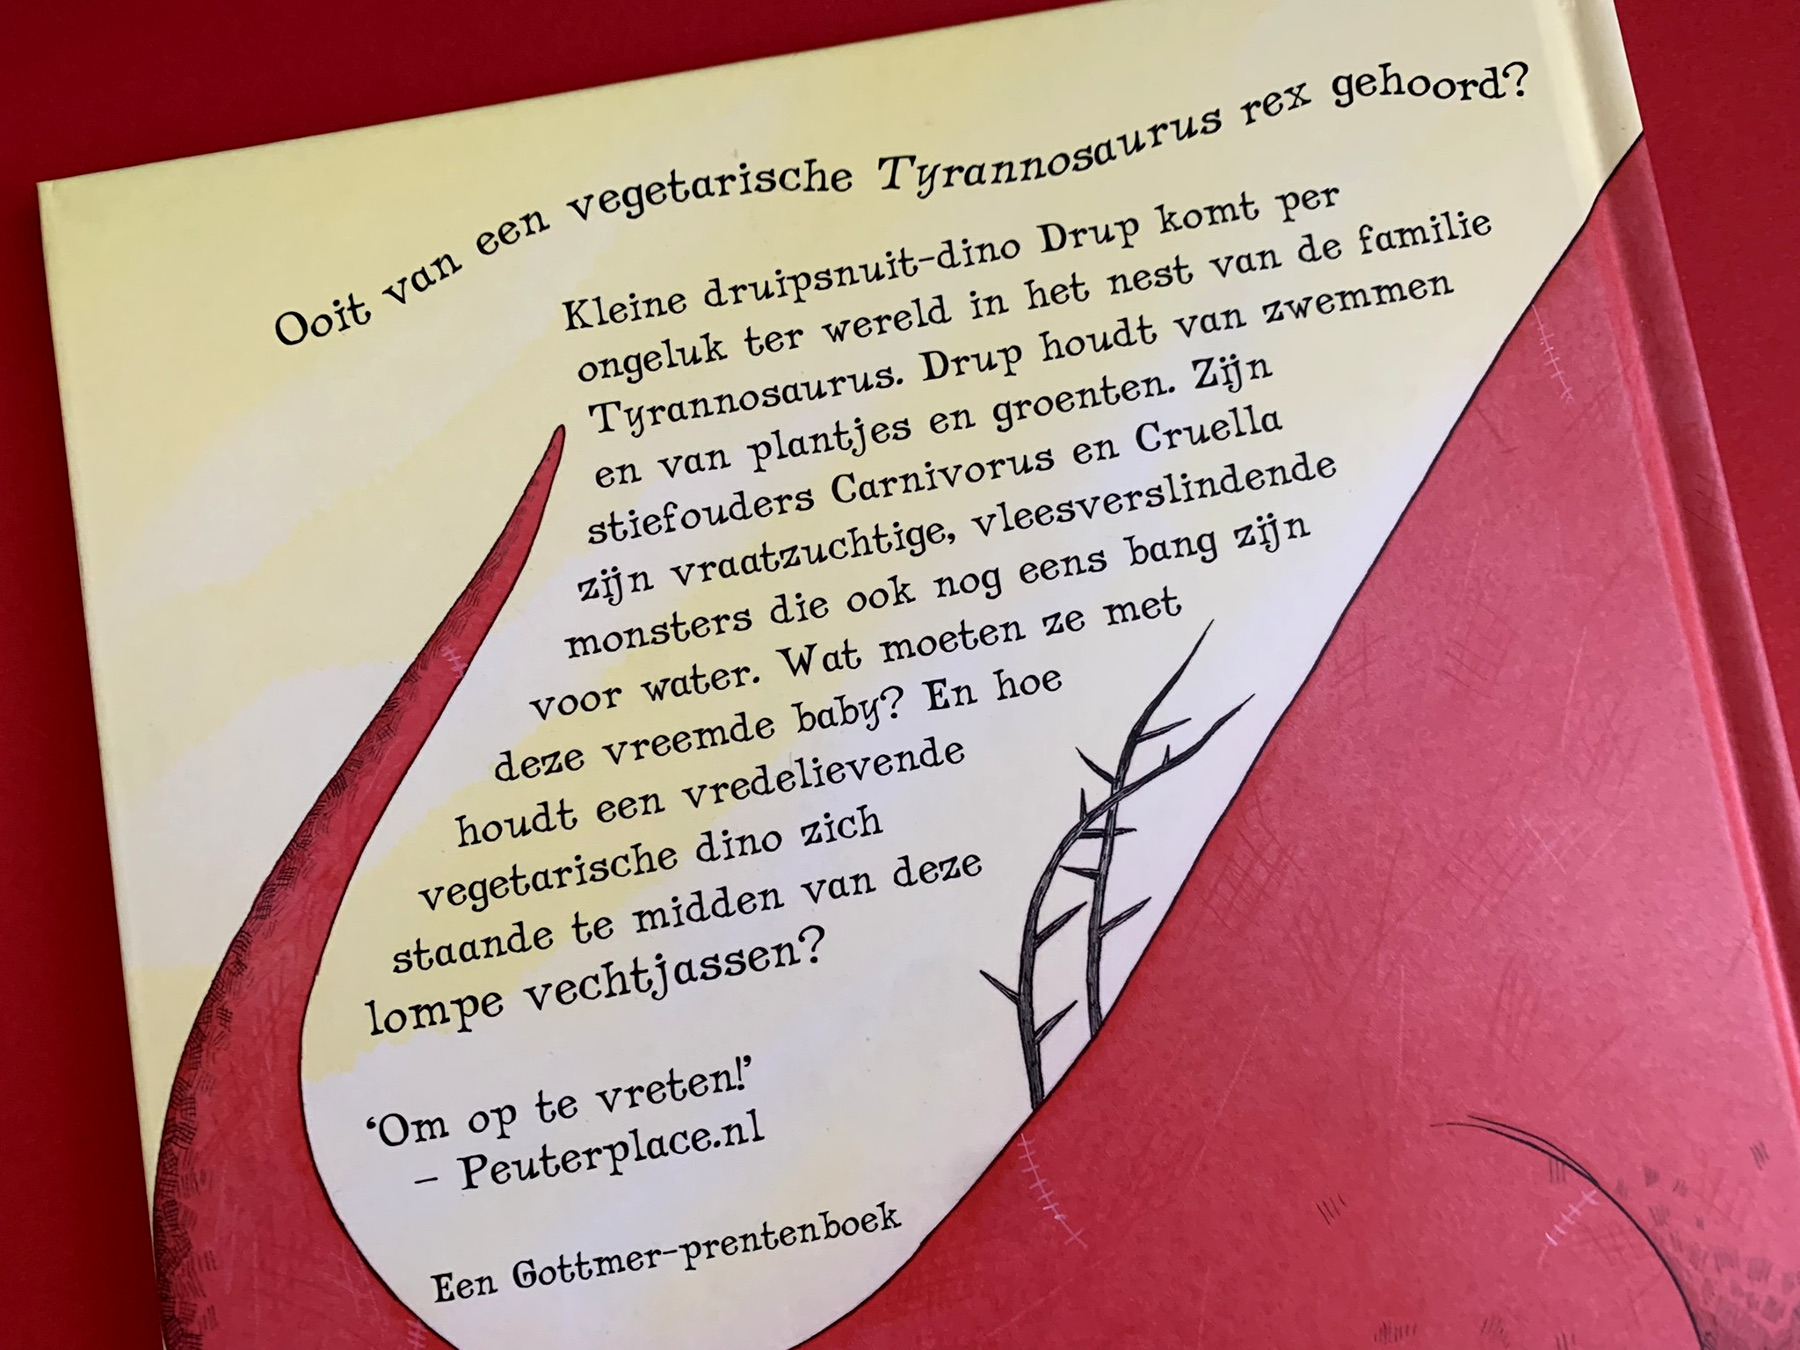 Ooit van een vegetarische Tyrannosaurus rex gehoord?
Kleine druipsnuit-dino Drup komt per
ongeluk ter wereld in het nest van de familie
Tyrannosaurus. Drup houdt van zwemmen
en van plantjes en groenten. Zijn
stiefouders Carnivorus en Cruella
zijn vraatzuchtige, vleesverslindende
monsters die ook nog eens bang zijn
voor water. Wat moeten ze met
deze vreemde baby? En hoe
houdt een vredelievende
vegetarische dino zich
staande te midden van deze
lompe vechtjassen?
‘Om op te vreten!’
– Peuterplace.nl
Een Gottmer-prentenboek